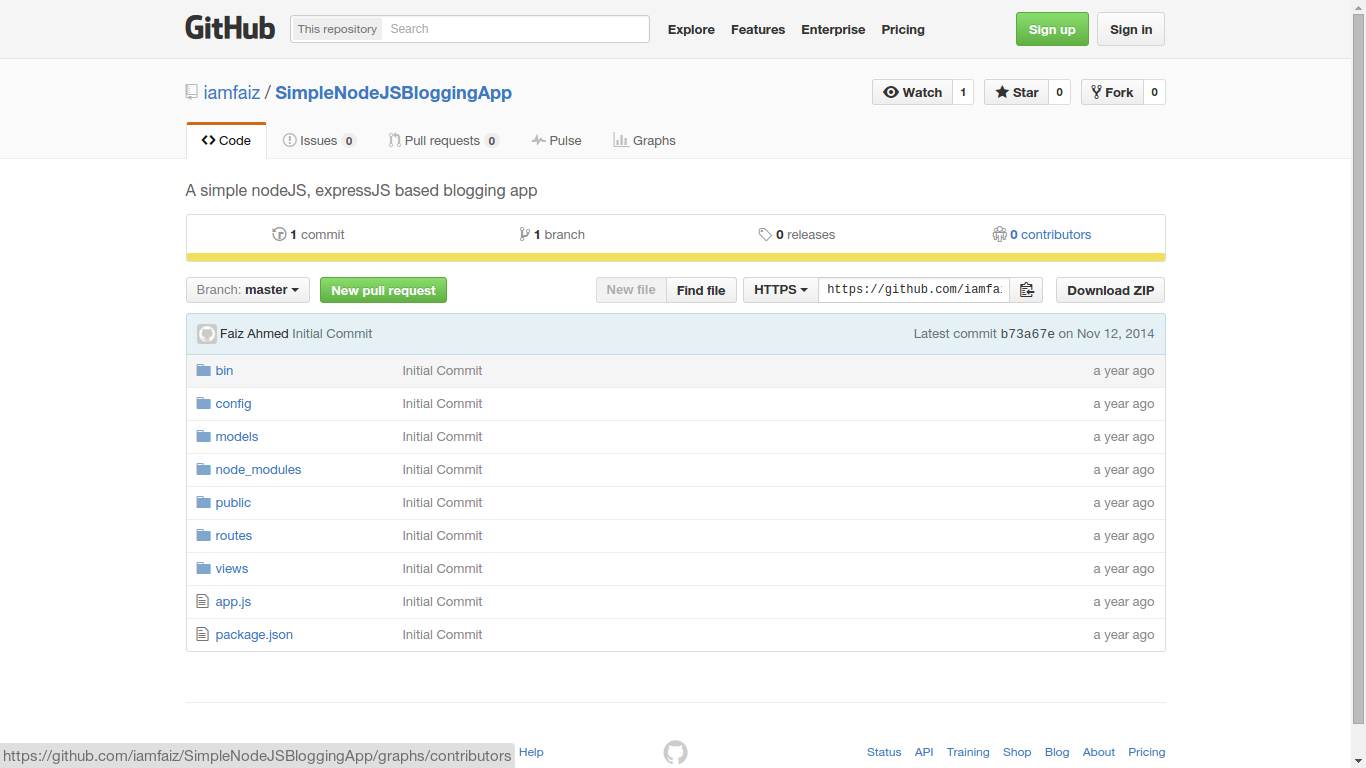 GitHub This repository Search Explore Features Enterprise Pricing Sign up Sign in
iamfaiz / SimpleNodeJSBloggingApp Watch 1 Star 0 Fork 0
Code Issues 0 Pull requests 0 Pulse Graphs
A simple nodeJS, expressJS based blogging app
1 commit 1 branch 0 releases 0 contributors
Branch: master New pull request New file Find file HTTPS https://github.com/iamfai Download ZIP
Faiz Ahmed Initial Commit Latest commit b73a67e on Nov 12, 2014
bin Initial Commit a year ago
config Initial Commit a year ago
models Initial Commit a year ago
node_modules Initial Commit a year ago
public Initial Commit a year ago
routes Initial Commit a year ago
views Initial Commit a year ago
app.js Initial Commit a year ago
package.json Initial Commit a year ago
https://github.com/iamfaiz/SimpleNodeJSBloggingApp/graphs/contributors Help Status API Training Shop Blog About Pricing